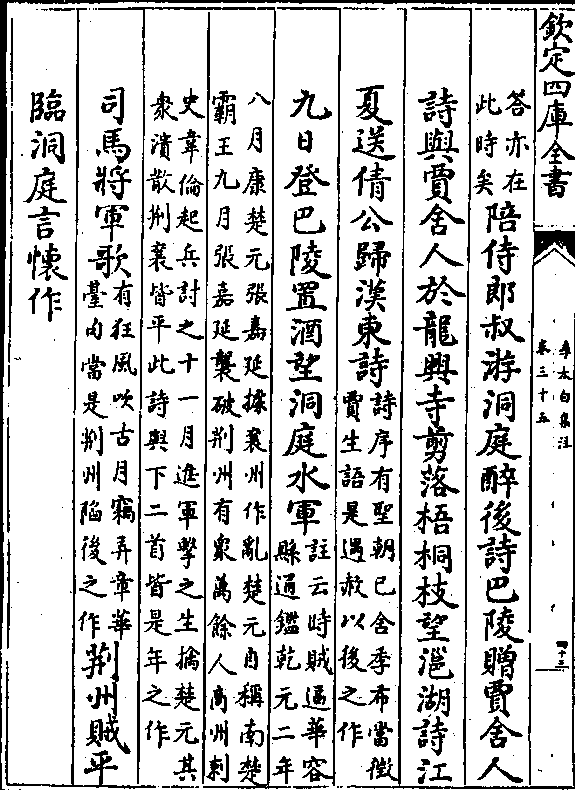 欽定四庫全書
李太白集注
卷三十五
四十三
答亦在
此時矣
陪侍郎叔游洞庭醉後詩巴陵贈賈舍人
詩與賈舍人於龍興寺剪落梧桐枝望㴩湖詩江
夏送倩公歸漢東詩
詩序有聖朝已舍季布當徵
賈生語是遇赦以後之作
九日登巴陵置酒望洞庭水軍
註云時賊逼華容
縣通鑑乾元二年
八月康楚元張嘉延據襄州作亂楚元自稱南楚
霸王九月張嘉延襲破荆州有衆萬餘人商州刺
史韋倫起兵討之十一月進軍擊之生擒楚元其
衆潰散荆襄皆平此詩與下二首皆是年之作
司馬將軍歌
有狂風吹古月竊弄章華
臺句當是荆州陷後之作
荆州賊平
臨洞庭言懷作